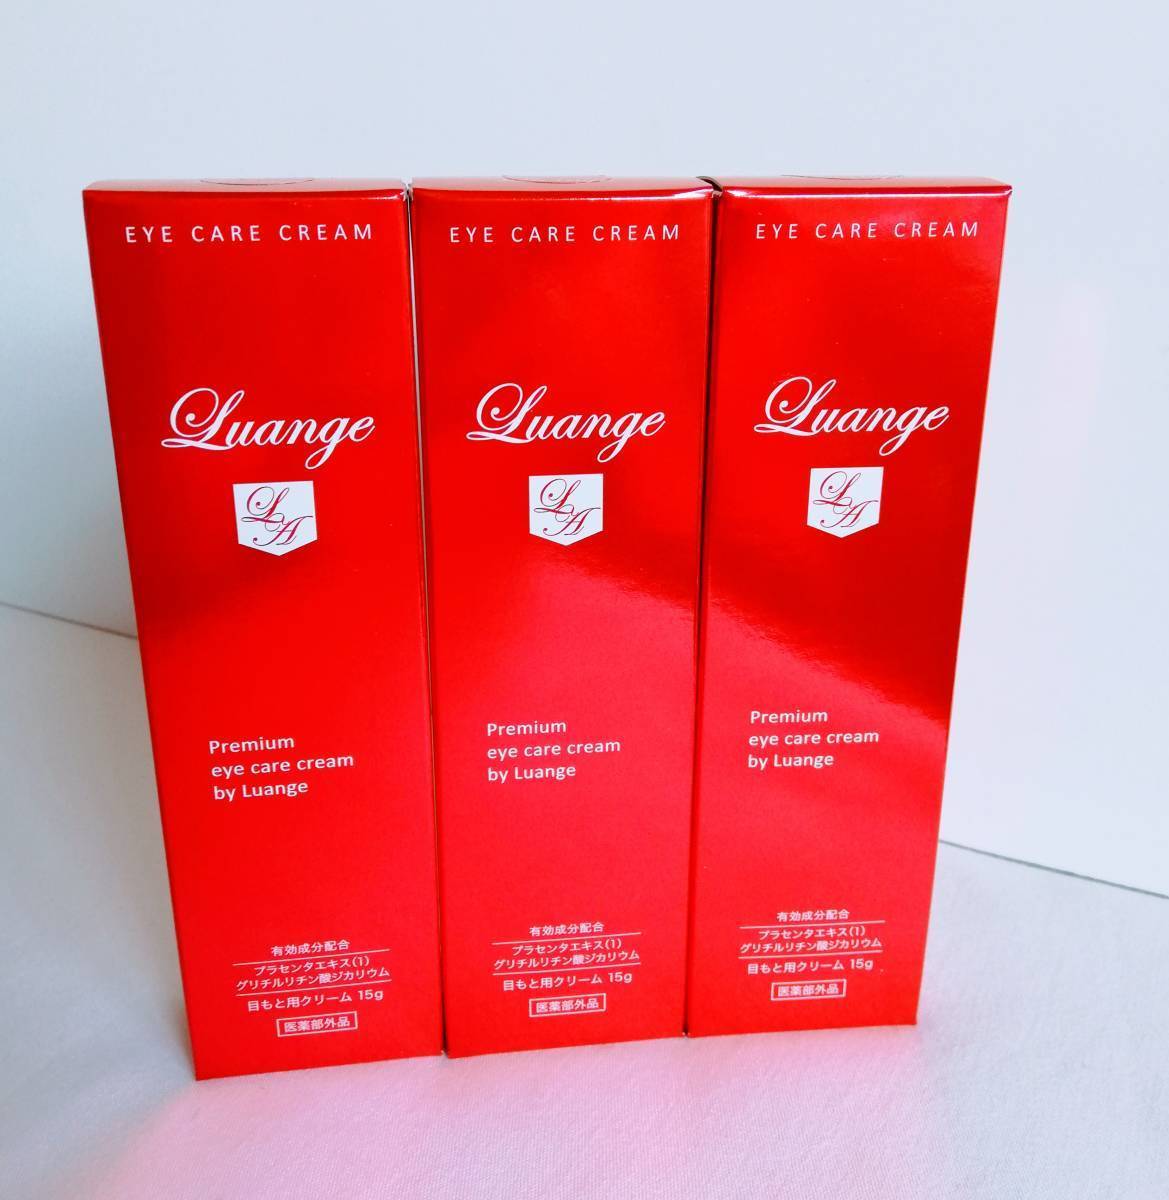 EYE CARE CREAM
Luange
LA
Premium
eye care cream
by Luange
有効成分配合
プラセンタエキス(1)
グリチルリチン酸ジカリウム
目もと用クリーム 15g
医薬部外品
EYE CARE CREAM
Luange
LA
Premium
eye care cream
by Luange
有効成分配合
プラセンタエキス(1)
グリチルリチン酸ジカリウム
目もと用クリーム 15g
医薬部外品
EYE CARE CREAM
Luange
LA
Premium
eye care cream
by Luange
有効成分配合
プラセンタエキス(1)
グリチルリチン酸ジカリウム
目もと用クリーム 15g
医薬部外品